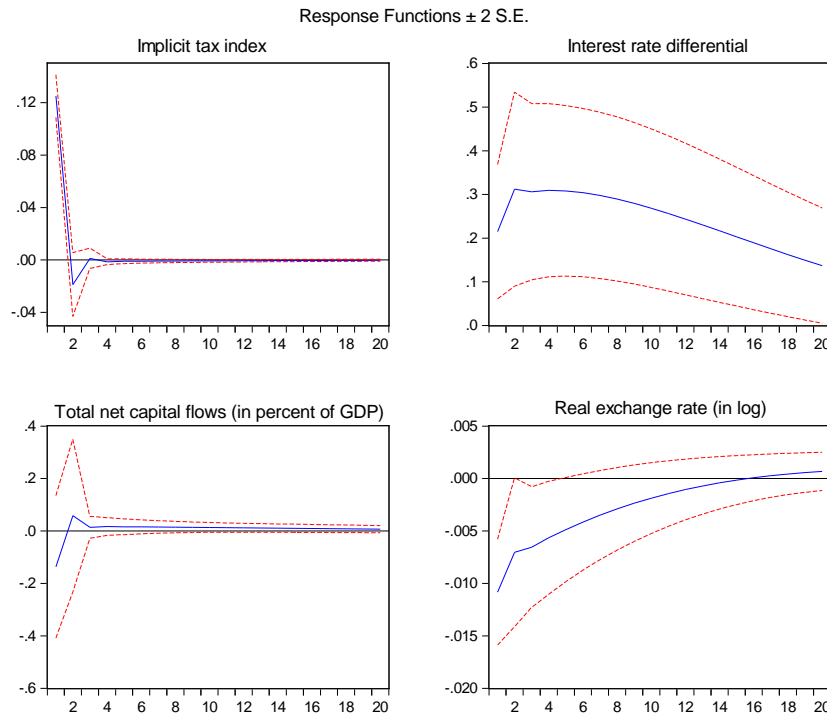 Response Functions ± 2 S.E.
Implicit tax index
.12
.08
.04
.00
-.04
2 4 6 8 10 12 14 16 18 20
Interest rate differential
.6
.5
.4
.3
.2
.1
.0
2 4 6 8 10 12 14 16 18 20
Total net capital flows (in percent of GDP)
.4
.2
.0
-.2
-.4
-.6
2 4 6 8 10 12 14 16 18 20
Real exchange rate (in log)
.005
.000
-.005
-.010
-.015
-.020
2 4 6 8 10 12 14 16 18 20